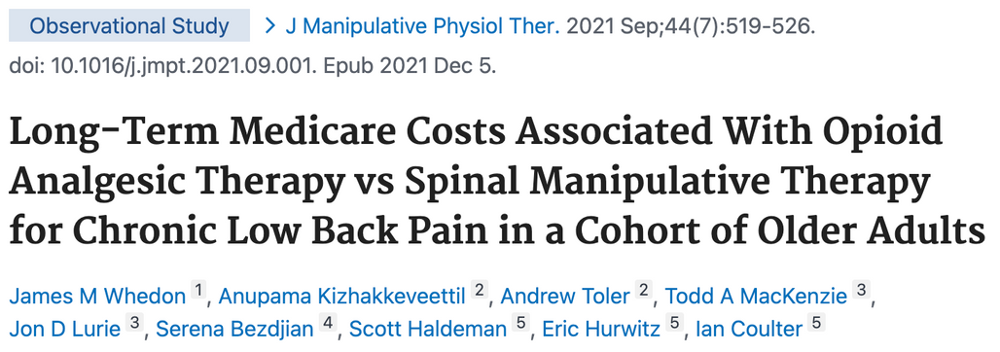 Observational Study > J Manipulative Physiol Ther. 2021 Sep;44(7):519-526.
doi: 10.1016/j.jmpt.2021.09.001. Epub 2021 Dec 5.
Long-Term Medicare Costs Associated With Opioid
Analgesic Therapy vs Spinal Manipulative Therapy
for Chronic Low Back Pain in a Cohort of Older Adults
James M Whedon 1, Anupama Kizhakkeveettil 2, Andrew Toler 2, Todd A MacKenzie 3,
Jon D Lurie 3, Serena Bezdjian 4, Scott Haldeman 5, Eric Hurwitz 5, Ian Coulter 5